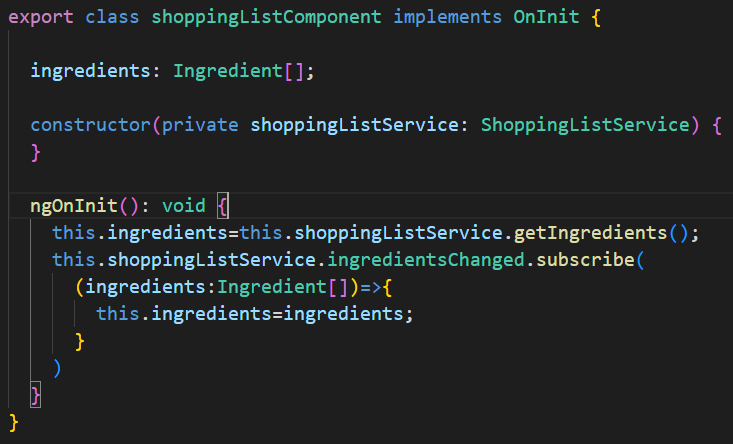 export class shoppingListComponent implements OnInit {
ingredients: Ingredient[];
constructor(private shoppingListService: ShoppingListService) {
}
ngOnInit(): void {
this.ingredients=this.shoppingListService.getIngredients();
this.shoppingListService.ingredientsChanged.subscribe(
(ingredients:Ingredient[])=>{
this.ingredients=ingredients;
}
)
}
}